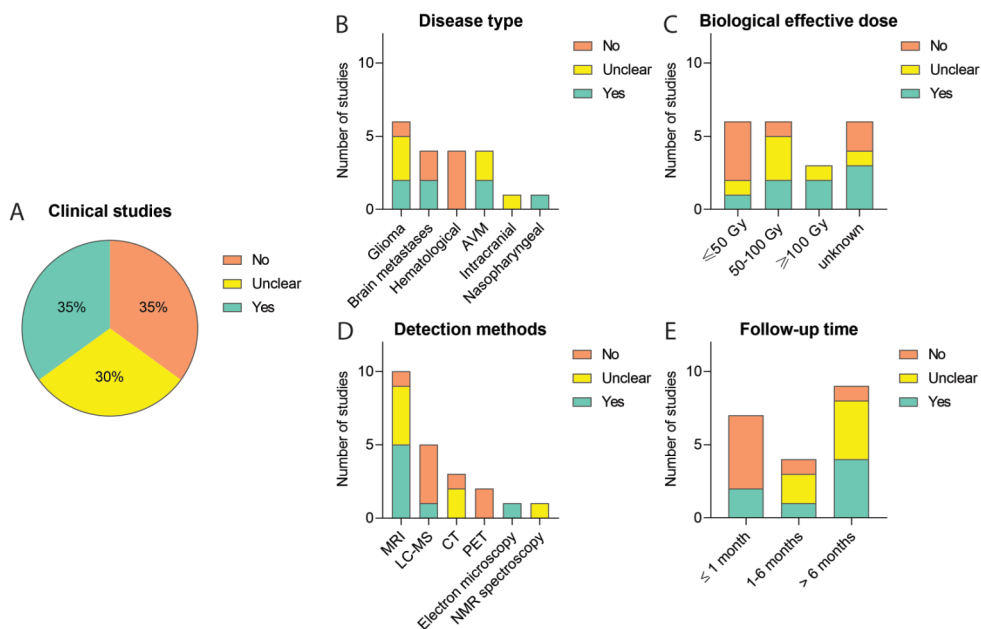 A Clinical studies
35%
35%
30%
No
Unclear
Yes
B Disease type
Number of studies
10
5
0
Glioma
Brain metastases
Hematological
AVM
Intracranial
Nasopharyngeal
No
Unclear
Yes
C Biological effective dose
Number of studies
10
5
0
≤50 Gy
50-100 Gy
≥100 Gy
unknown
No
Unclear
Yes
D Detection methods
Number of studies
10
5
0
MRI
LC-MS
CT
PET
Electron microscopy
NMR spectroscopy
No
Unclear
Yes
E Follow-up time
Number of studies
10
5
0
≤ 1 month
1-6 months
> 6 months
No
Unclear
Yes